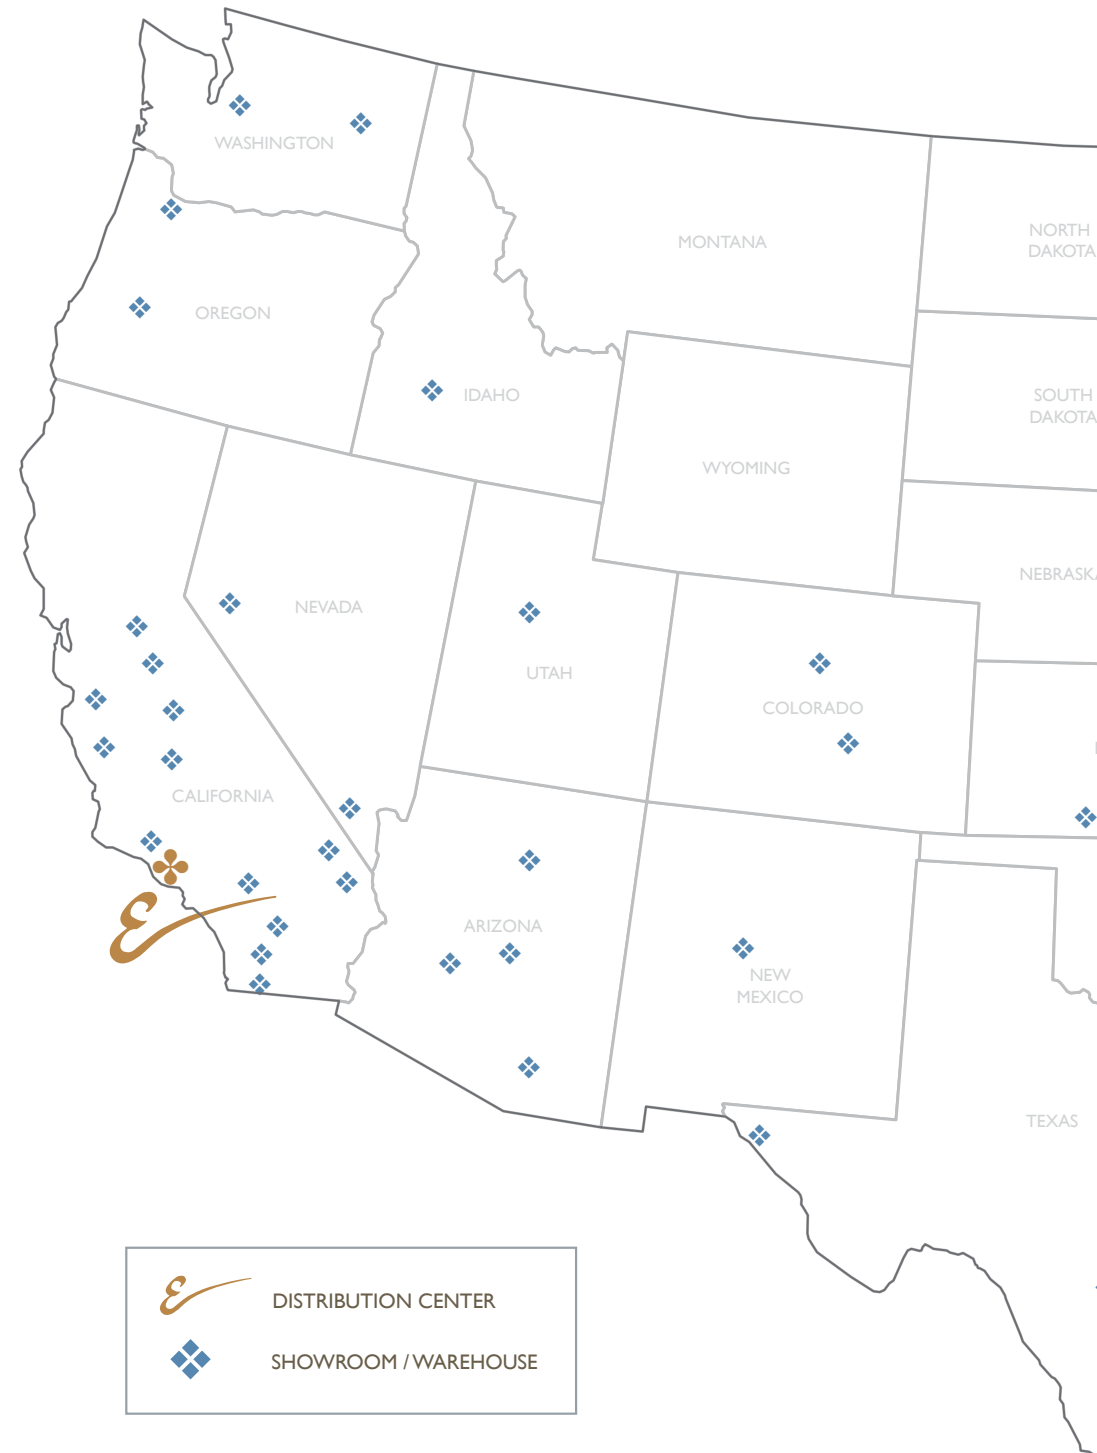 WASHINGTON
MONTANA
NORTH
DAKOTA
OREGON
IDAHO
SOUTH
DAKOTA
WYOMING
NEBRASKA
NEVADA
UTAH
COLORADO
CALIFORNIA
ARIZONA
NEW
MEXICO
TEXAS
DISTRIBUTION CENTER
SHOWROOM / WAREHOUSE